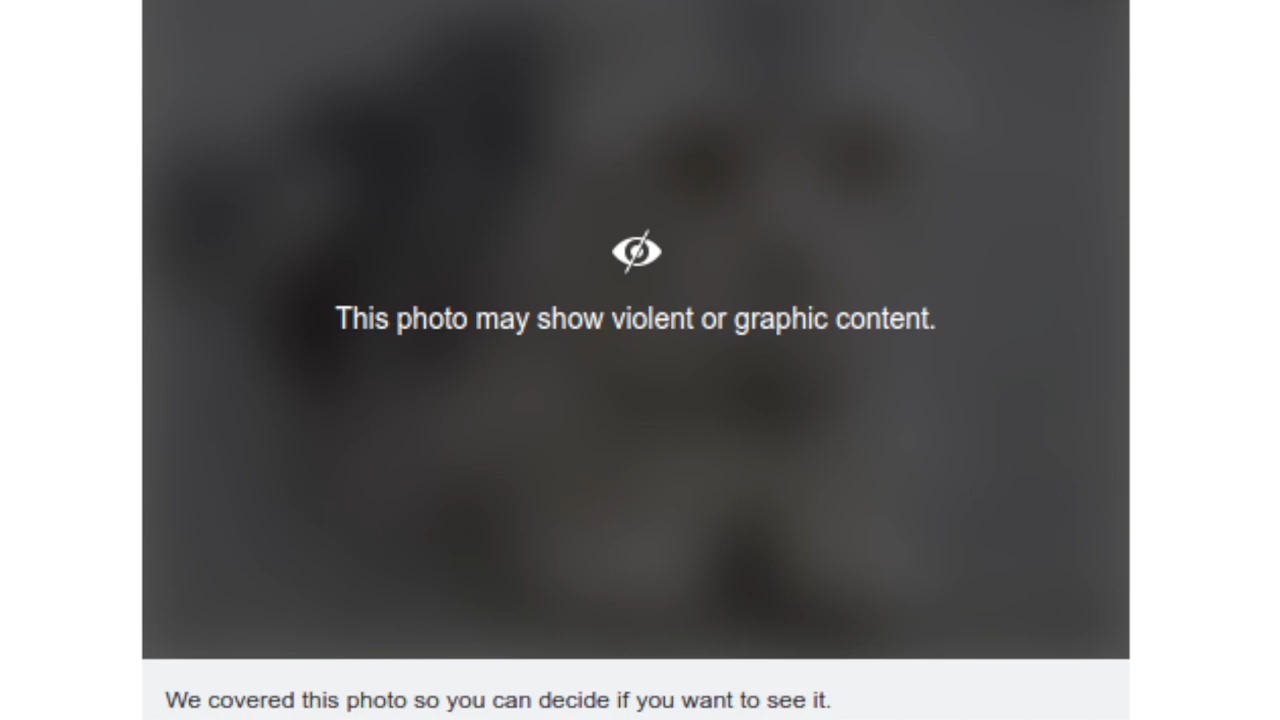 This photo may show violent or graphic content.
We covered this photo so you can decide if you want to see it.